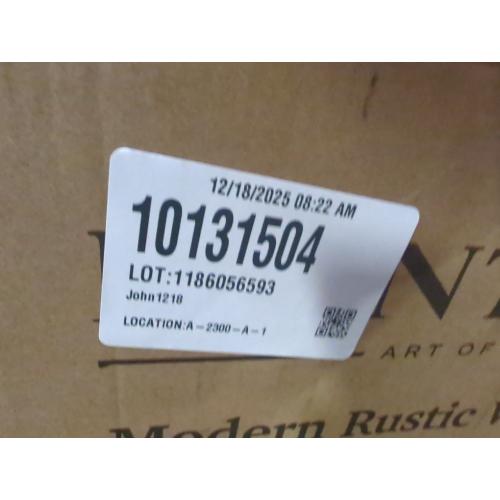 12/18/2025 08:22 AM
10131504
LOT:1186056593
John1218
LOCATION:A-2300-A-1
ART OF
Modern Rustic